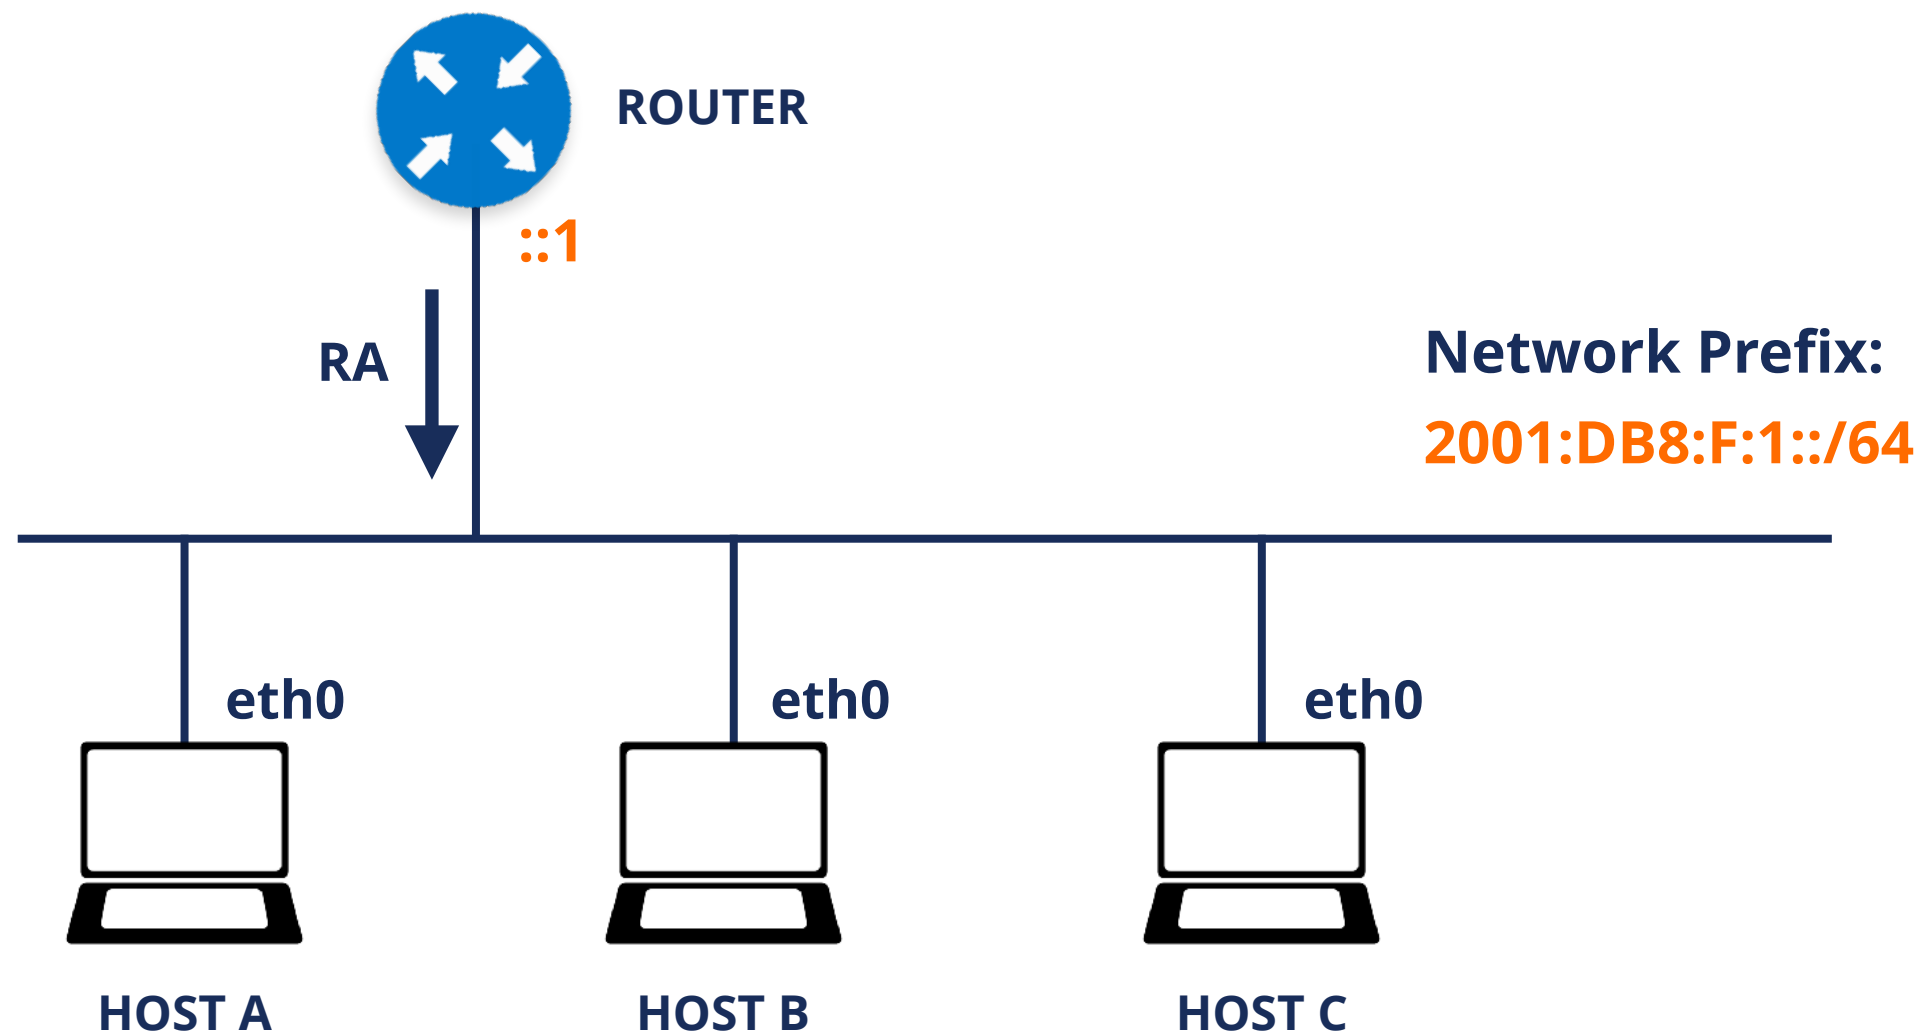 ROUTER
::1
RA
Network Prefix:
2001:DB8:F:1::/64
eth0
eth0
eth0
HOST A
HOST B
HOST C